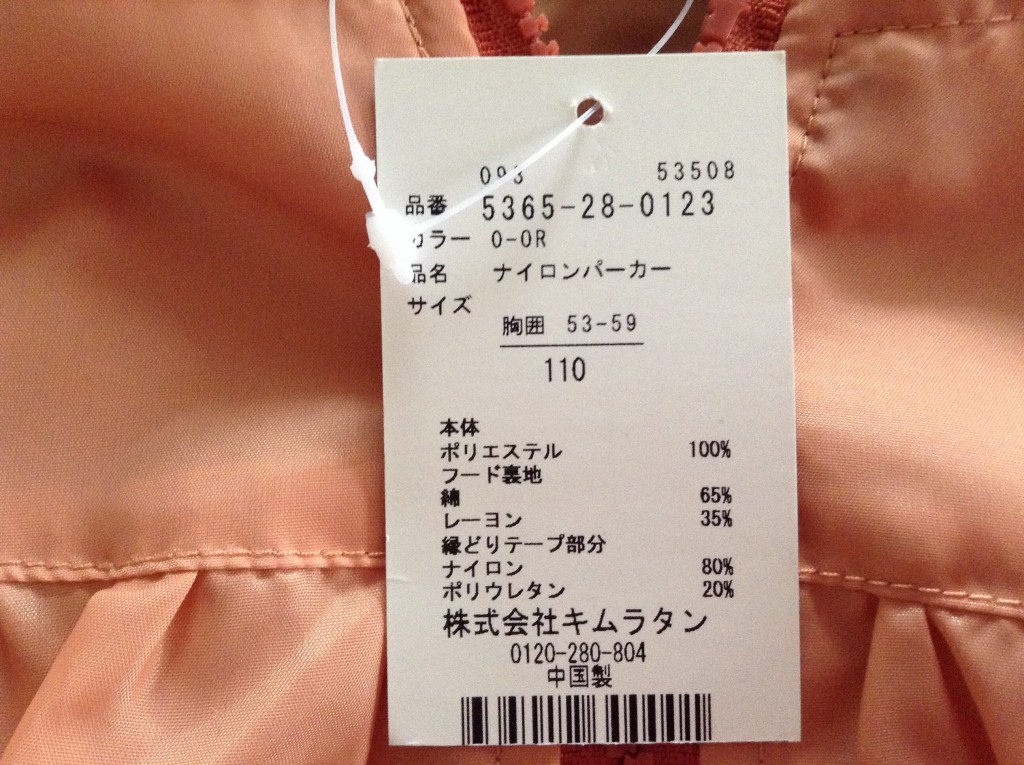 093 53508
品番 5365-28-0123
カラー O-OR
品名 ナイロンパーカー
サイズ
胸囲 53-59
110
本体
ポリエステル 100%
フード裏地
綿 65%
レーヨン 35%
縁どりテープ部分
ナイロン 80%
ポリウレタン 20%
株式会社キムラタン
0120-280-804
中国製